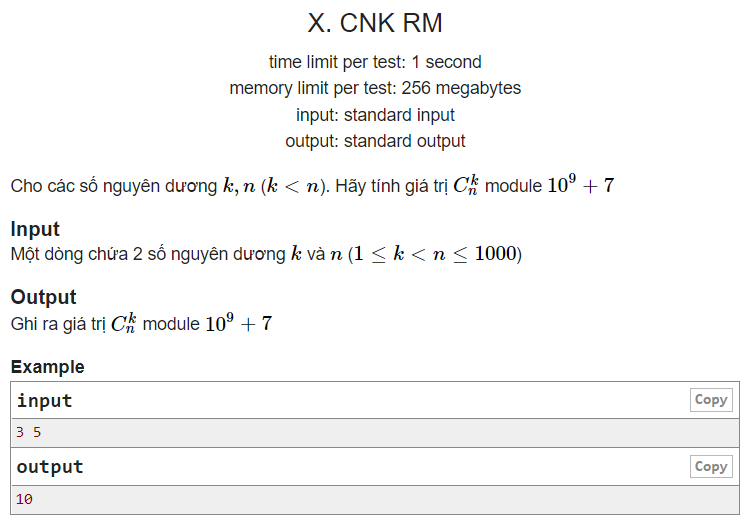 X. CNK RM
time limit per test: 1 second
memory limit per test: 256 megabytes
input: standard input
output: standard output
Cho các số nguyên dương k, n (k < n). Hãy tính giá trị C_n^k module 10^9 + 7
Input
Một dòng chứa 2 số nguyên dương k và n (1 ≤ k < n ≤ 1000)
Output
Ghi ra giá trị C_n^k module 10^9 + 7
Example
input Copy
3 5
output Copy
10